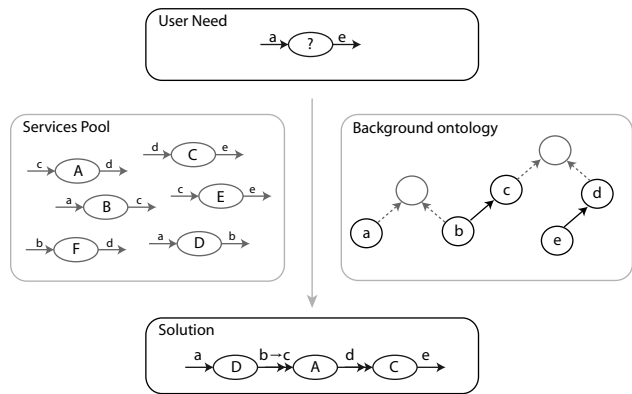 User Need
a ? e
Services Pool
d C e
c A d
c E e
a B c
a D b
b F d
Background ontology
c d
a b e
Solution
a D b→c A d C e